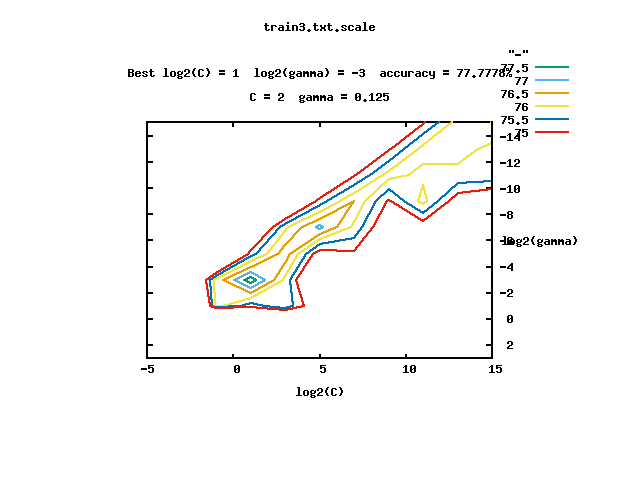 train3.txt.scale
"-"
Best log2(C) = 1  log2(gamma) = -3  accuracy = 77.7778%
77.5
77
C = 2  gamma = 0.125
76.5
76
75.5
75
-14
-12
-10
-8
-6
log2(gamma)
-4
-2
0
2
-5 0 5 10 15
log2(C)